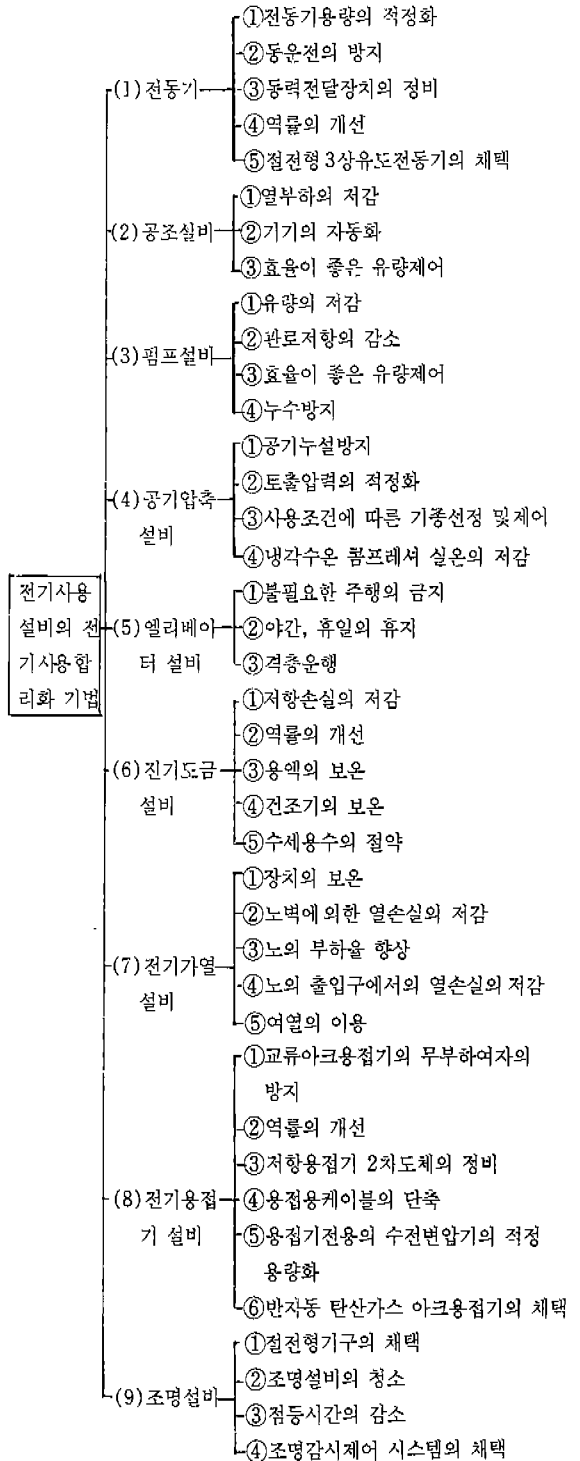 전기사용
설비의 전
기사용합
리화 기법
(1) 전동기
①전동기용량의 적정화
②동운전의 방지
③동력전달장치의 정비
④역률의 개선
⑤절전형 3상유도전동기의 채택
(2) 공조설비
①열부하의 저감
②기기의 자동화
③효율이 좋은 유량제어
(3) 펌프설비
①유량의 저감
②관로저항의 감소
③효율이 좋은 유량제어
④누수방지
(4) 공기압축
설비
①공기누설방지
②토출압력의 적정화
③사용조건에 따른 기종선정 및제어
④냉각수온 콤프레셔 실온의 저감
(5) 엘리베이
터 설비
①불필요한 주행의 금지
②야간, 휴일의 휴지
③격층운행
(6) 전기도금
설비
①저항손실의 저감
②역률의 개선
③용액의 보온
④건조기의 보온
⑤수세용수의 절약
(7) 전기가열
설비
①장치의 보온
②노벽에 의한 열손실의 저감
③노의 부하율 향상
④노의 출입구에서의 열손실의 저감
⑤여열의 이용
(8) 전기용접
기 설비
①교류아크용접기의 무부하여자의
방지
②역률의 개선
③저항용접기 2차도체의 정비
④용접용케이블의 단축
⑤용접기전용의 수전변압기의 적정
용량화
⑥반자동 탄산가스 아크용접기의 채택
(9) 조명설비
①절전형기구의 채택
②조명설비의 청소
③점등시간의 감소
④조명감시제어 시스템의 채택